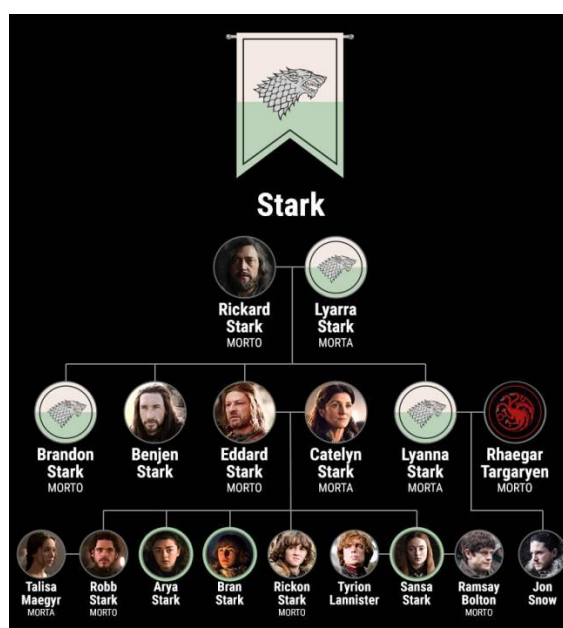 Stark
Rickard Lyarra
Stark Stark
MORTO MORTA
Brandon Benjen Eddard Catelyn Lyanna Rhaegar
Stark Stark Stark Stark Stark Targaryen
MORTO MORTO MORTA MORTA MORTO
Talisa Robb Arya Bran Rickon Tyrion Sansa Ramsay Jon
Maegyr Stark Stark Stark Stark Lannister Stark Bolton Snow
MORTA MORTO MORTO MORTO